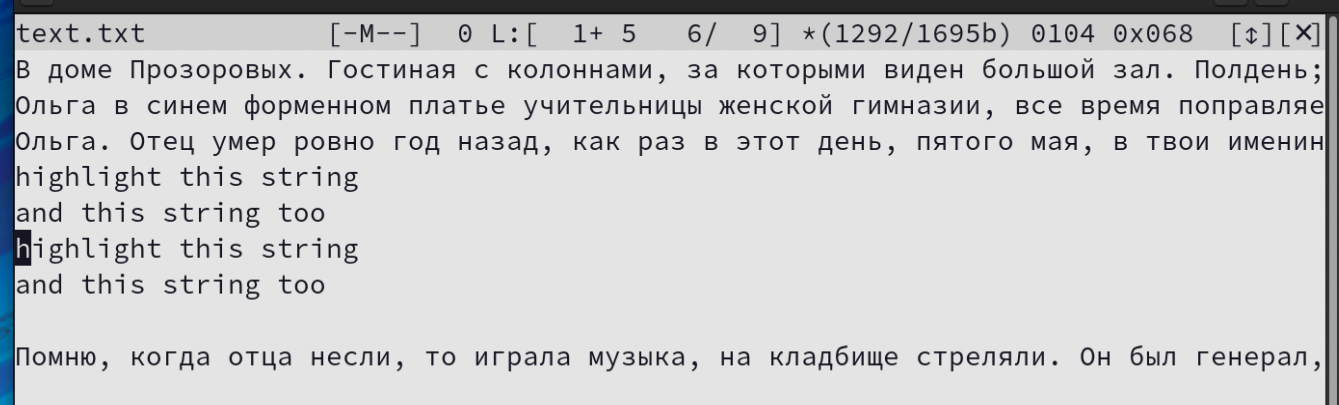 text.txt [-M--] 0 L:[ 1+ 5 6/ 9] *(1292/1695b) 0104 0x068 [↕][✕]
В доме Прозоровых. Гостиная с колоннами, за которыми виден большой зал. Полдень;
Ольга в синем форменном платье учительницы женской гимназии, все время поправляе
Ольга. Отец умер ровно год назад, как раз в этот день, пятого мая, в твои именин
highlight this string
and this string too
highlight this string
and this string too
Помню, когда отца несли, то играла музыка, на кладбище стреляли. Он был генерал,